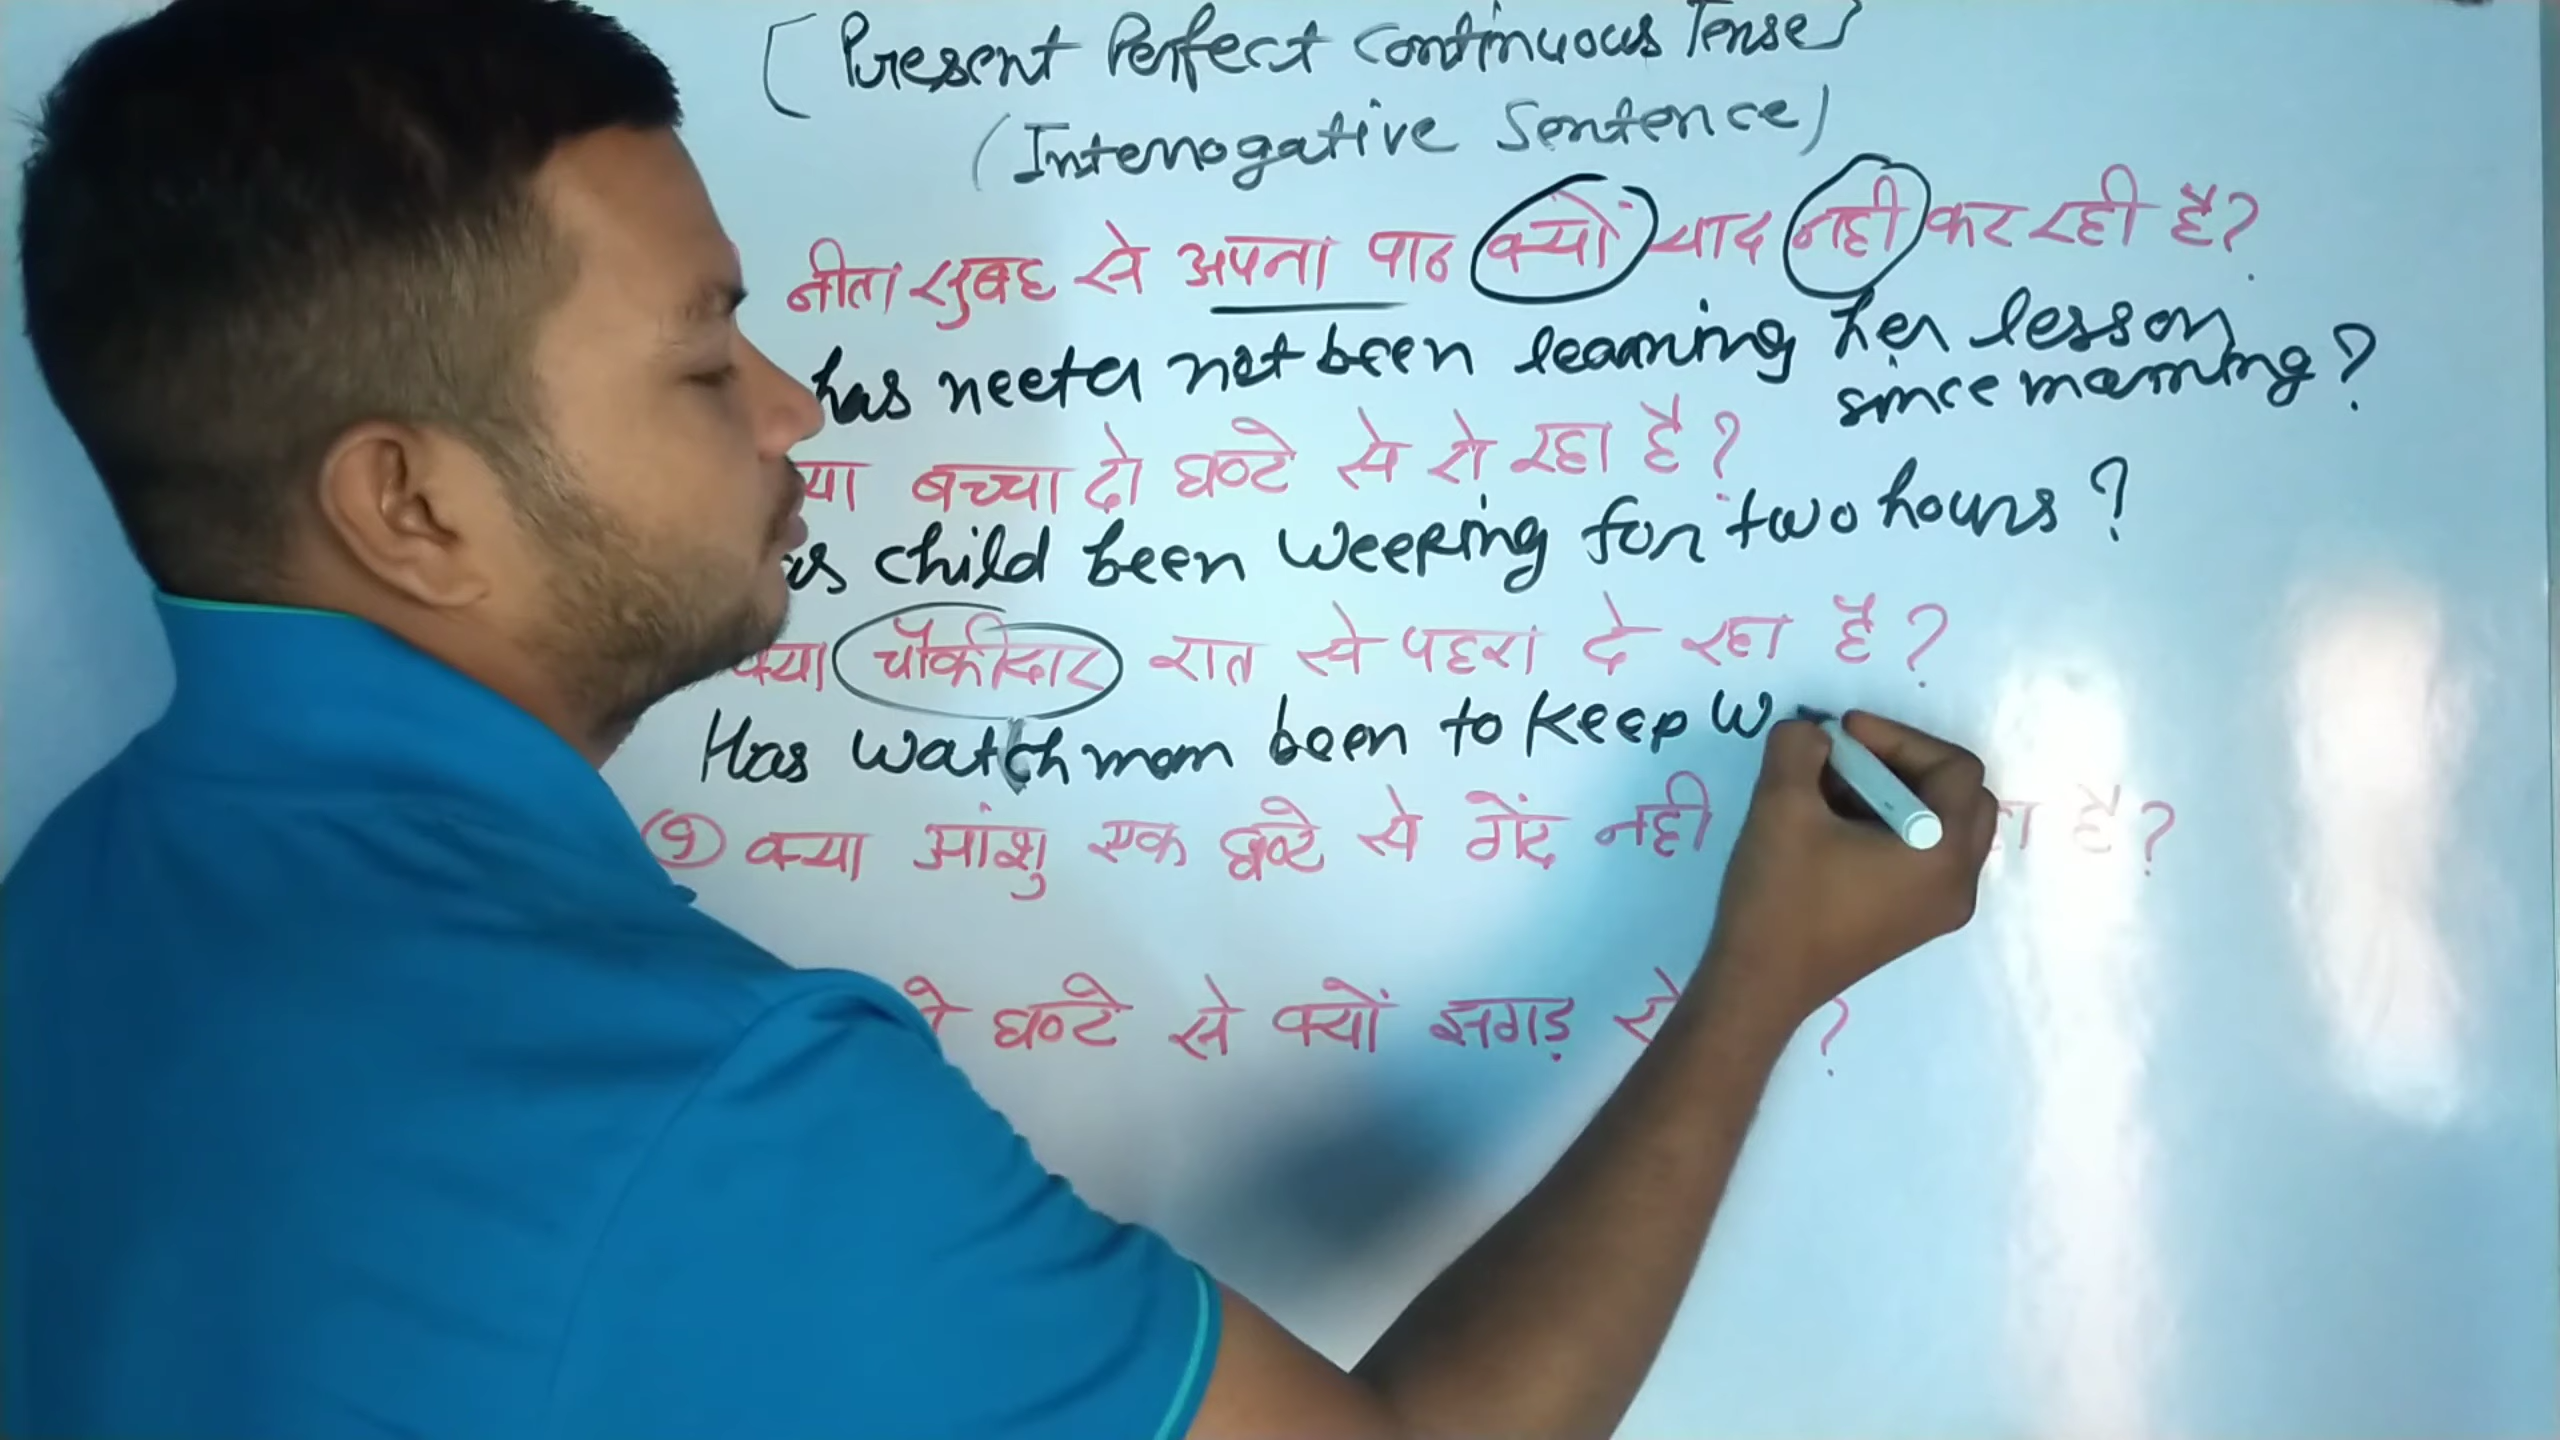 [Present Perfect Continuous Tense]
(Interrogative Sentence)
नीता सुबह से अपना पाठ क्यों याद नही कर रही है?
has neeta not been learning her lesson
since morning?
बच्चा दो घण्टे से रो रहा है?
child been weeping for two hours?
क्या चौकीदार रात से पहरा दे रहा है?
Has watchman been to keep w
9 क्या आंशु एक घण्टे से गेंद नही है?
घण्टे से क्यों झगड़ ?